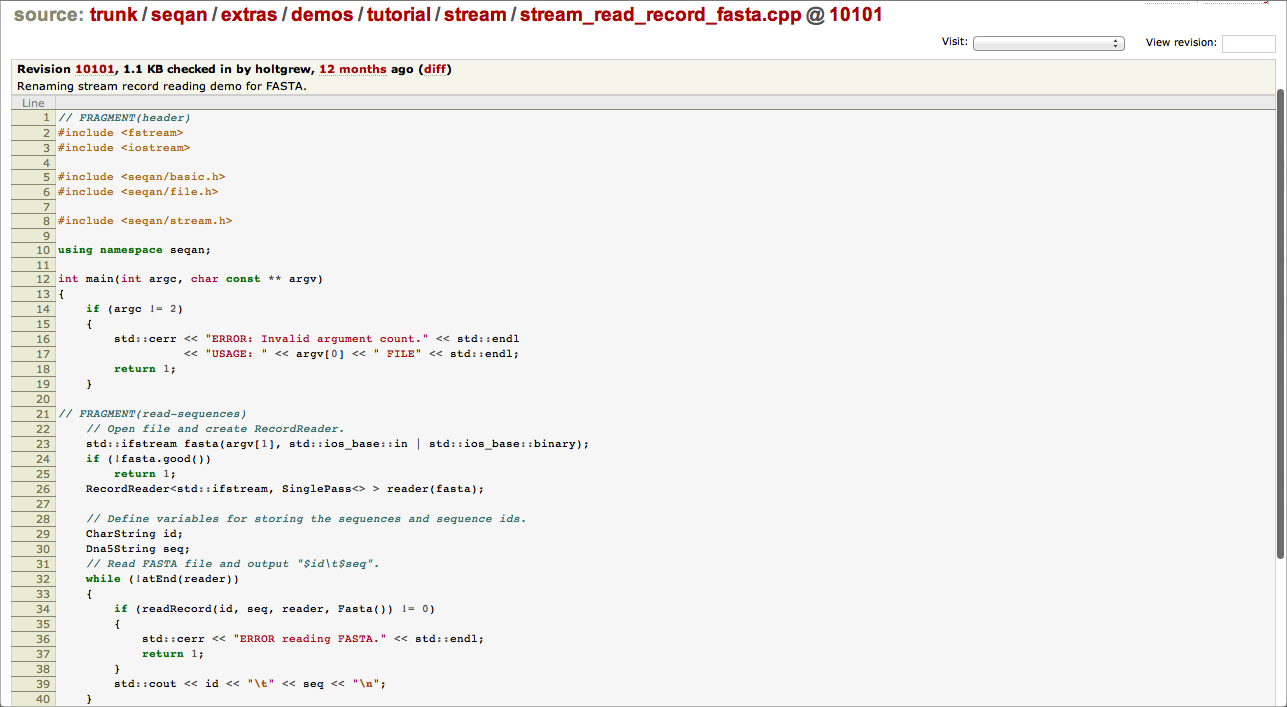 source: trunk / seqan / extras / demos / tutorial / stream / stream_read_record_fasta.cpp @ 10101
Visit: View revision:
Revision 10101, 1.1 KB checked in by holtgrew, 12 months ago (diff)
Renaming stream record reading demo for FASTA.
Line
1 // FRAGMENT(header)
2 #include <fstream>
3 #include <iostream>
4
5 #include <seqan/basic.h>
6 #include <seqan/file.h>
7
8 #include <seqan/stream.h>
9
10 using namespace seqan;
11
12 int main(int argc, char const ** argv)
13 {
14     if (argc != 2)
15     {
16         std::cerr << "ERROR: Invalid argument count." << std::endl
17                   << "USAGE: " << argv[0] << " FILE" << std::endl;
18         return 1;
19     }
20
21 // FRAGMENT(read-sequences)
22     // Open file and create RecordReader.
23     std::ifstream fasta(argv[1], std::ios_base::in | std::ios_base::binary);
24     if (!fasta.good())
25         return 1;
26     RecordReader<std::ifstream, SinglePass<> > reader(fasta);
27
28     // Define variables for storing the sequences and sequence ids.
29     CharString id;
30     Dna5String seq;
31     // Read FASTA file and output "$id\t$seq".
32     while (!atEnd(reader))
33     {
34         if (readRecord(id, seq, reader, Fasta()) != 0)
35         {
36             std::cerr << "ERROR reading FASTA." << std::endl;
37             return 1;
38         }
39         std::cout << id << "\t" << seq << "\n";
40     }